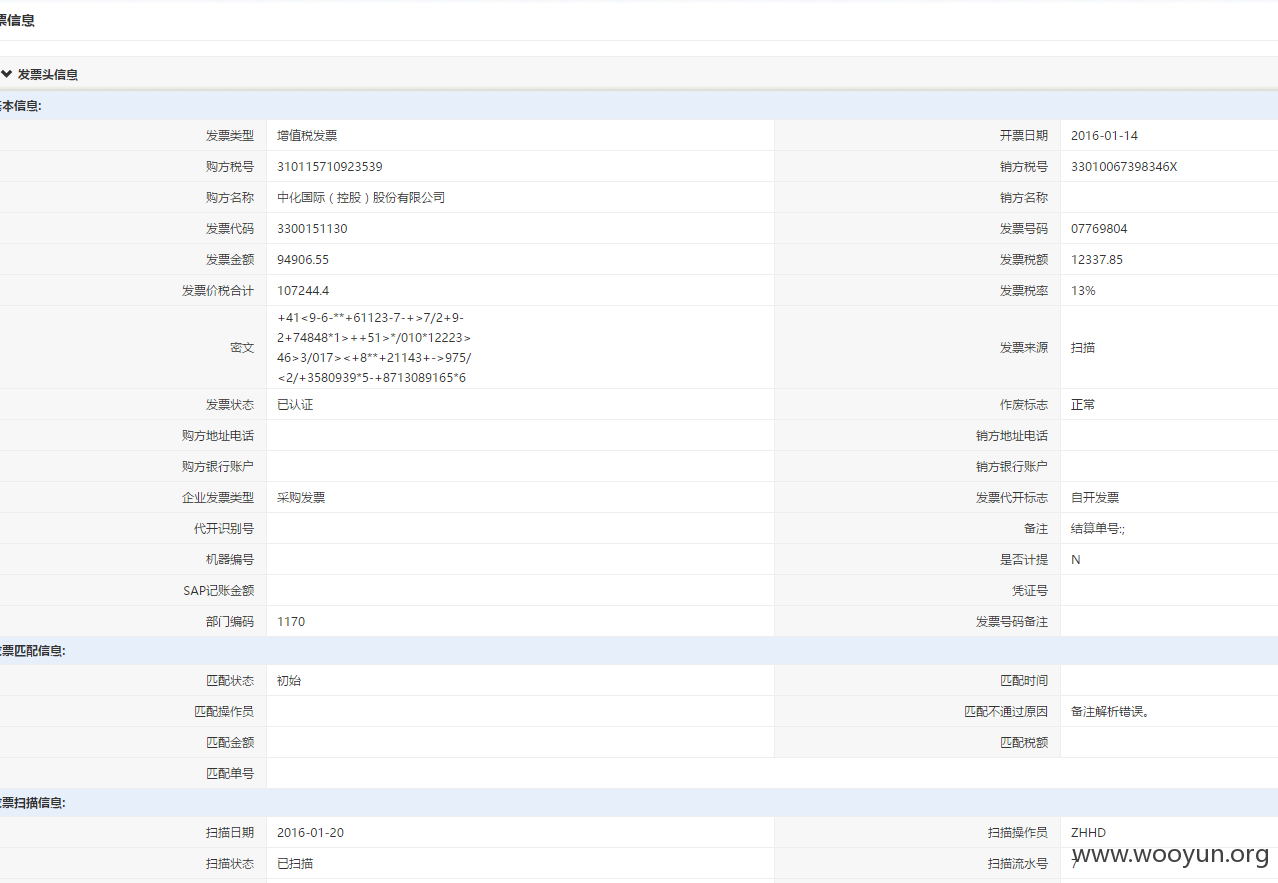 票信息
发票头信息
基本信息:
发票类型 增值税发票 开票日期 2016-01-14
购方税号 310115710923539 销方税号 33010067398346X
购方名称 中化国际（控股）股份有限公司 销方名称
发票代码 3300151130 发票号码 07769804
发票金额 94906.55 发票税额 12337.85
发票价税合计 107244.4 发票税率 13%
+41<9-6-**+61123-7-+>7/2+9-
2+74848*1>++51>*/010*12223>
密文 发票来源 扫描
46>3/017><+8**+21143+->975/
<2/+3580939*5-+8713089165*6
发票状态 已认证 作废标志 正常
购方地址电话 销方地址电话
购方银行账户 销方银行账户
企业发票类型 采购发票 发票代开标志 自开发票
代开识别号 备注 结算单号:;
机器编号 是否计提 N
SAP记账金额 凭证号
部门编码 1170 发票号码备注
发票匹配信息:
匹配状态 初始 匹配时间
匹配操作员 匹配不通过原因 备注解析错误。
匹配金额 匹配税额
匹配单号
发票扫描信息:
扫描日期 2016-01-20 扫描操作员 ZHHD
扫描状态 已扫描 扫描流水号 7
www.wooyun.org